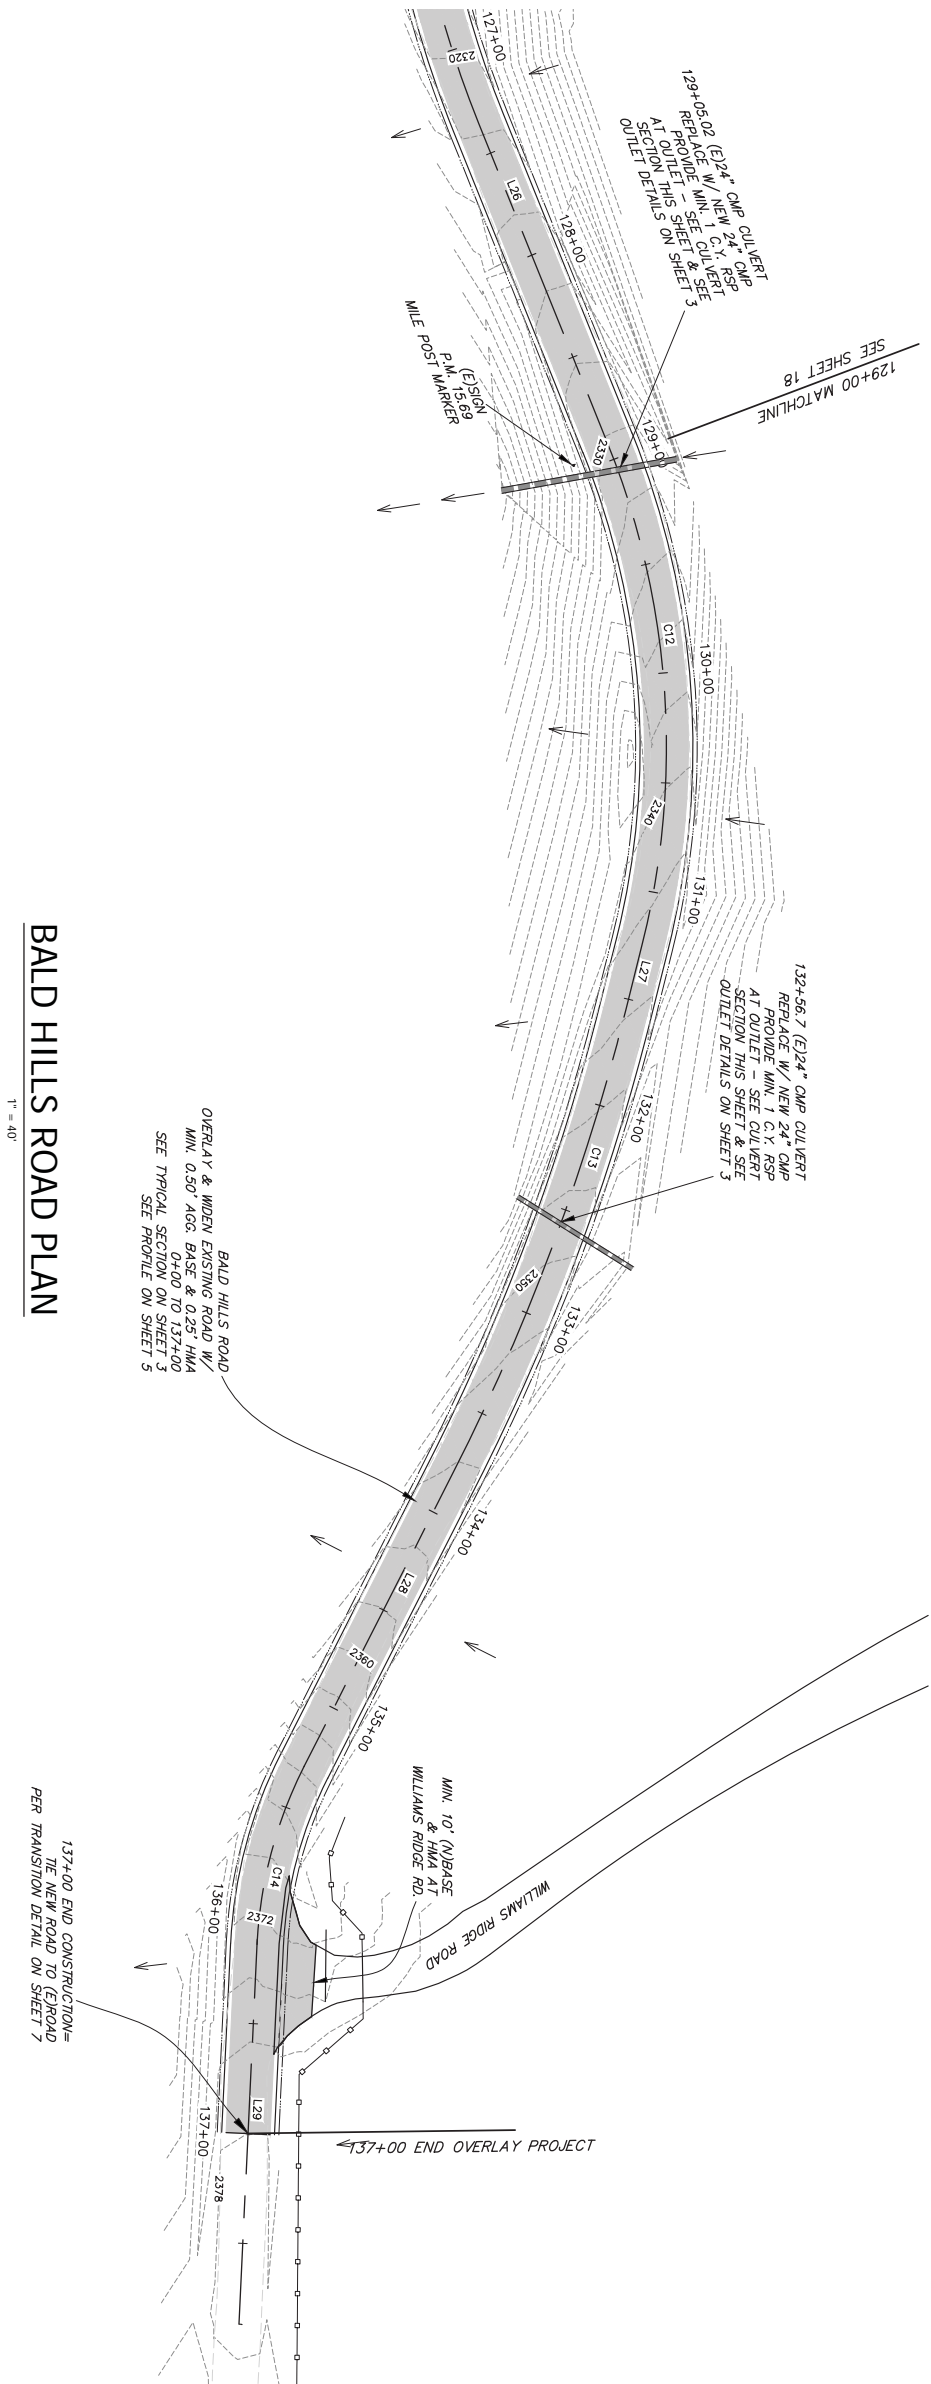 127+00
2320
L26
128+00
129+05.02 (E)24" CMP CULVERT
REPLACE W/ NEW 24" CMP
PROVIDE MIN. 1 C.Y. RSP
AT OUTLET - SEE CULVERT
SECTION THIS SHEET & SEE
OUTLET DETAILS ON SHEET 3
(E)SIGN
P.M. 15.69
MILE POST MARKER
SEE SHEET 18
129+00 MATCHLINE
129+00
2330
C12
130+00
2340
131+00
L27
132+56.7 (E)24" CMP CULVERT
REPLACE W/ NEW 24" CMP
PROVIDE MIN. 1 C.Y. RSP
AT OUTLET - SEE CULVERT
SECTION THIS SHEET & SEE
OUTLET DETAILS ON SHEET 3
132+00
C13
2350
133+00
BALD HILLS ROAD PLAN
1" = 40'
BALD HILLS ROAD
OVERLAY & WIDEN EXISTING ROAD W/
MIN. 0.50' AGG. BASE & 0.25' HMA
0+00 TO 137+00
SEE TYPICAL SECTION ON SHEET 3
SEE PROFILE ON SHEET 5
134+00
L28
2360
135+00
MIN. 10' (N)BASE
& HMA AT
WILLIAMS RIDGE RD.
WILLIAMS RIDGE ROAD
C14
2372
136+00
137+00 END CONSTRUCTION=
TIE NEW ROAD TO (E)ROAD
PER TRANSITION DETAIL ON SHEET 7
L29
137+00
137+00 END OVERLAY PROJECT
2378